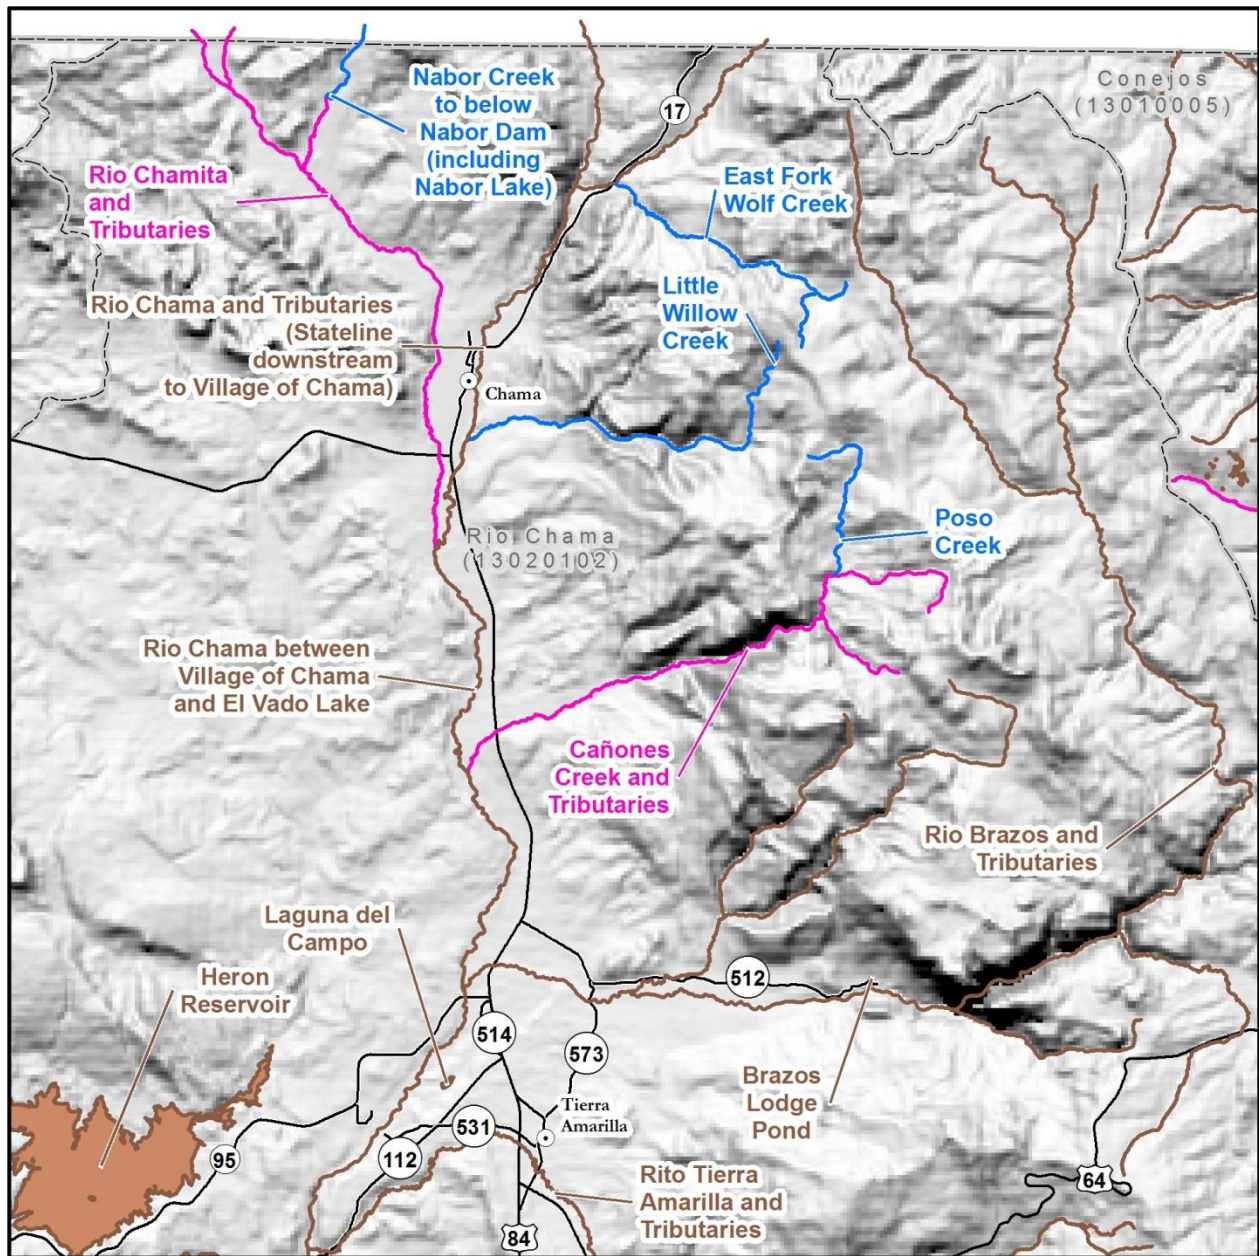 Conejos
(13010005)
Nabor Creek
to below
Nabor Dam
(including
Nabor Lake)
17
Rio Chamita
and
Tributaries
East Fork
Wolf Creek
Rio Chama and Tributaries
(Stateline
downstream
to Village of Chama)
Little
Willow
Creek
Chama
Rio Chama
(13020102)
Poso
Creek
Rio Chama between
Village of Chama
and El Vado Lake
Cañones
Creek and
Tributaries
Rio Brazos and
Tributaries
Laguna del
Campo
Heron
Reservoir
512
514
573
Brazos
Lodge
Pond
Tierra
Amarilla
531
112
95
64
Rito Tierra
Amarilla and
Tributaries
84